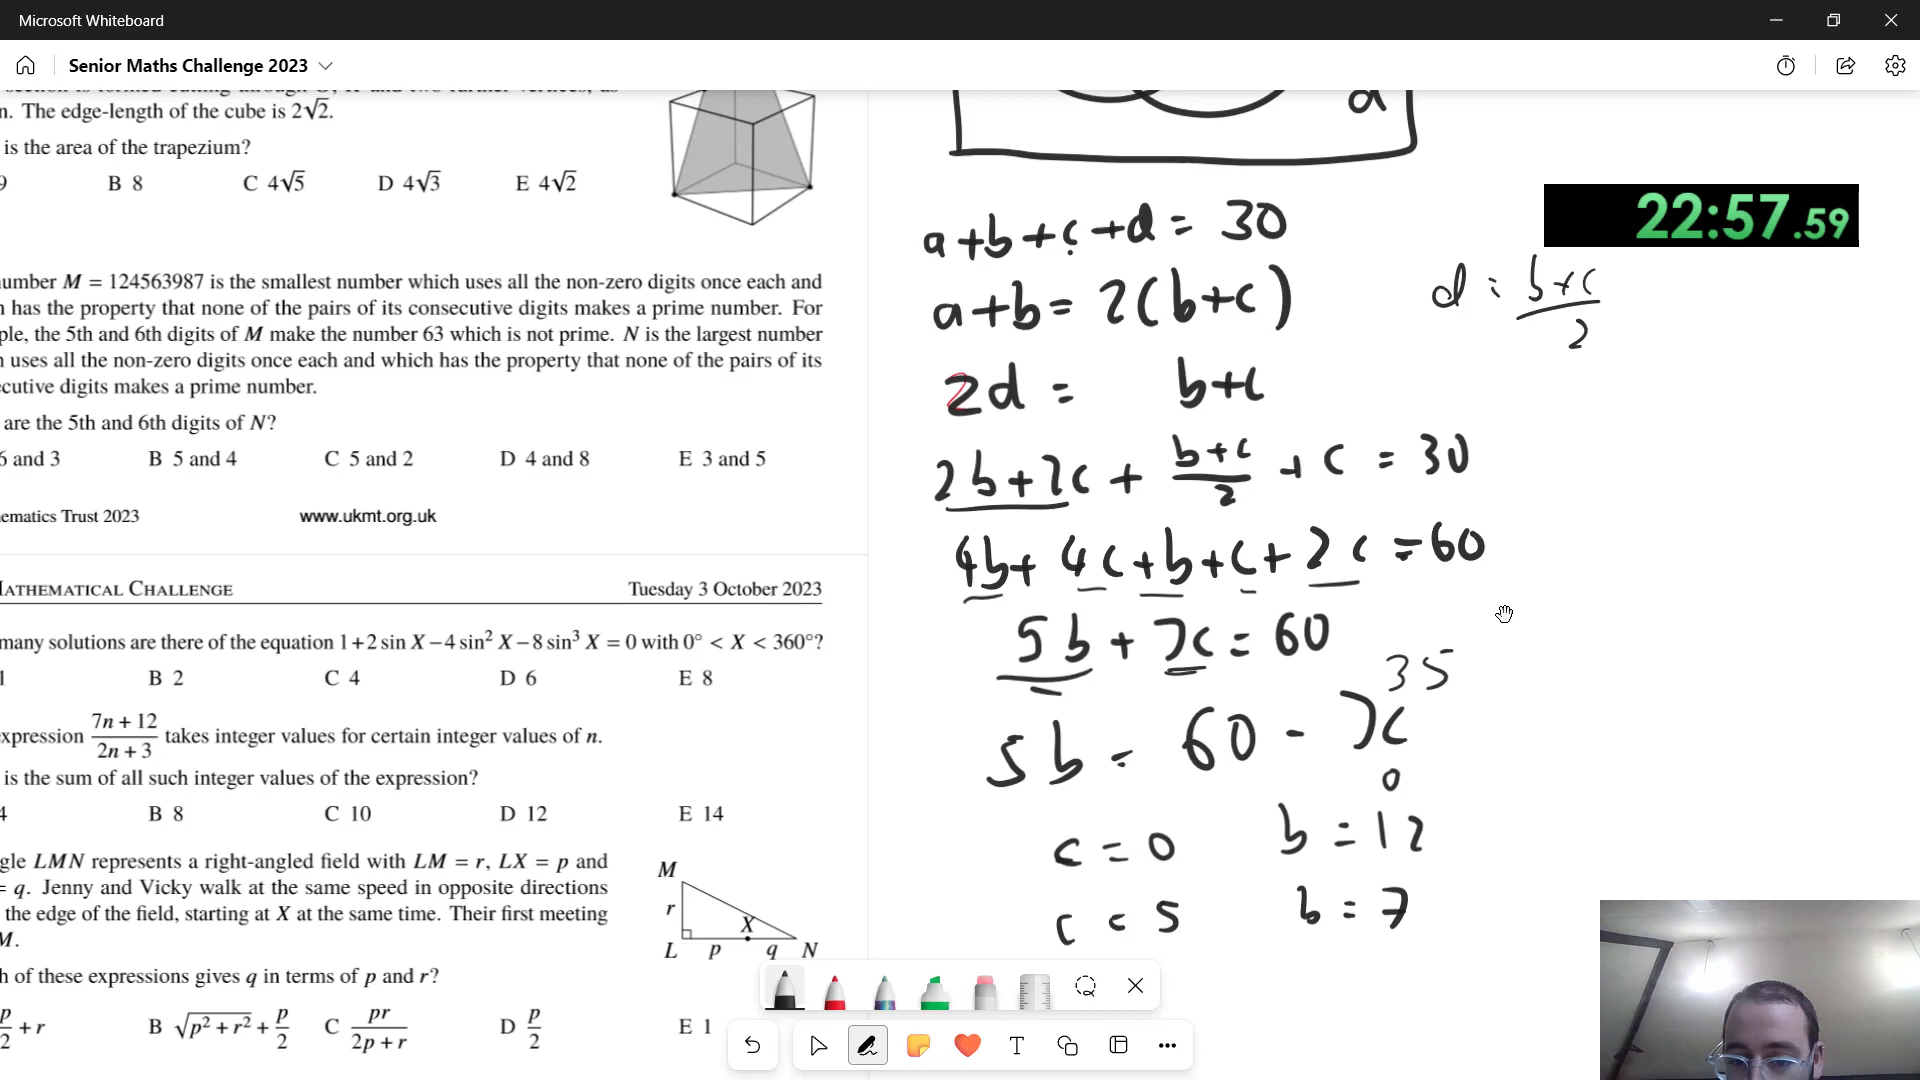 Microsoft Whiteboard
Senior Maths Challenge 2023
n. The edge-length of the cube is 2√2.
is the area of the trapezium?
9 B 8 C 4√5 D 4√3 E 4√2
umber M = 124563987 is the smallest number which uses all the non-zero digits once each and
h has the property that none of the pairs of its consecutive digits makes a prime number. For
ple, the 5th and 6th digits of M make the number 63 which is not prime. N is the largest number
h uses all the non-zero digits once each and which has the property that none of the pairs of its
ecutive digits makes a prime number.
are the 5th and 6th digits of N?
6 and 3 B 5 and 4 C 5 and 2 D 4 and 8 E 3 and 5
ematics Trust 2023 www.ukmt.org.uk
MATHEMATICAL CHALLENGE Tuesday 3 October 2023
many solutions are there of the equation 1+2 sin X−4 sin² X−8 sin³ X = 0 with 0° < X < 360°?
1 B 2 C 4 D 6 E 8
xpression (7n + 12)/(2n + 3) takes integer values for certain integer values of n.
is the sum of all such integer values of the expression?
4 B 8 C 10 D 12 E 14
gle LMN represents a right-angled field with LM = r, LX = p and
= q. Jenny and Vicky walk at the same speed in opposite directions
the edge of the field, starting at X at the same time. Their first meeting
M.
M
r
X
L p q N
h of these expressions gives q in terms of p and r?
p/2 + r B √(p² + r²) + p/2 C pr/(2p + r) D p/2 E 1
d
22:57.59
a+b+c+d = 30
a+b = 2(b+c)
d = (b+c)/2
2d = b+c
2b+2c + (b+c)/2 + c = 30
4b+ 4c+b+c+2c = 60
5b + 7c = 60
35
5b = 60 - 7c
0
c = 0 b = 12
c = 5 b = 7
T